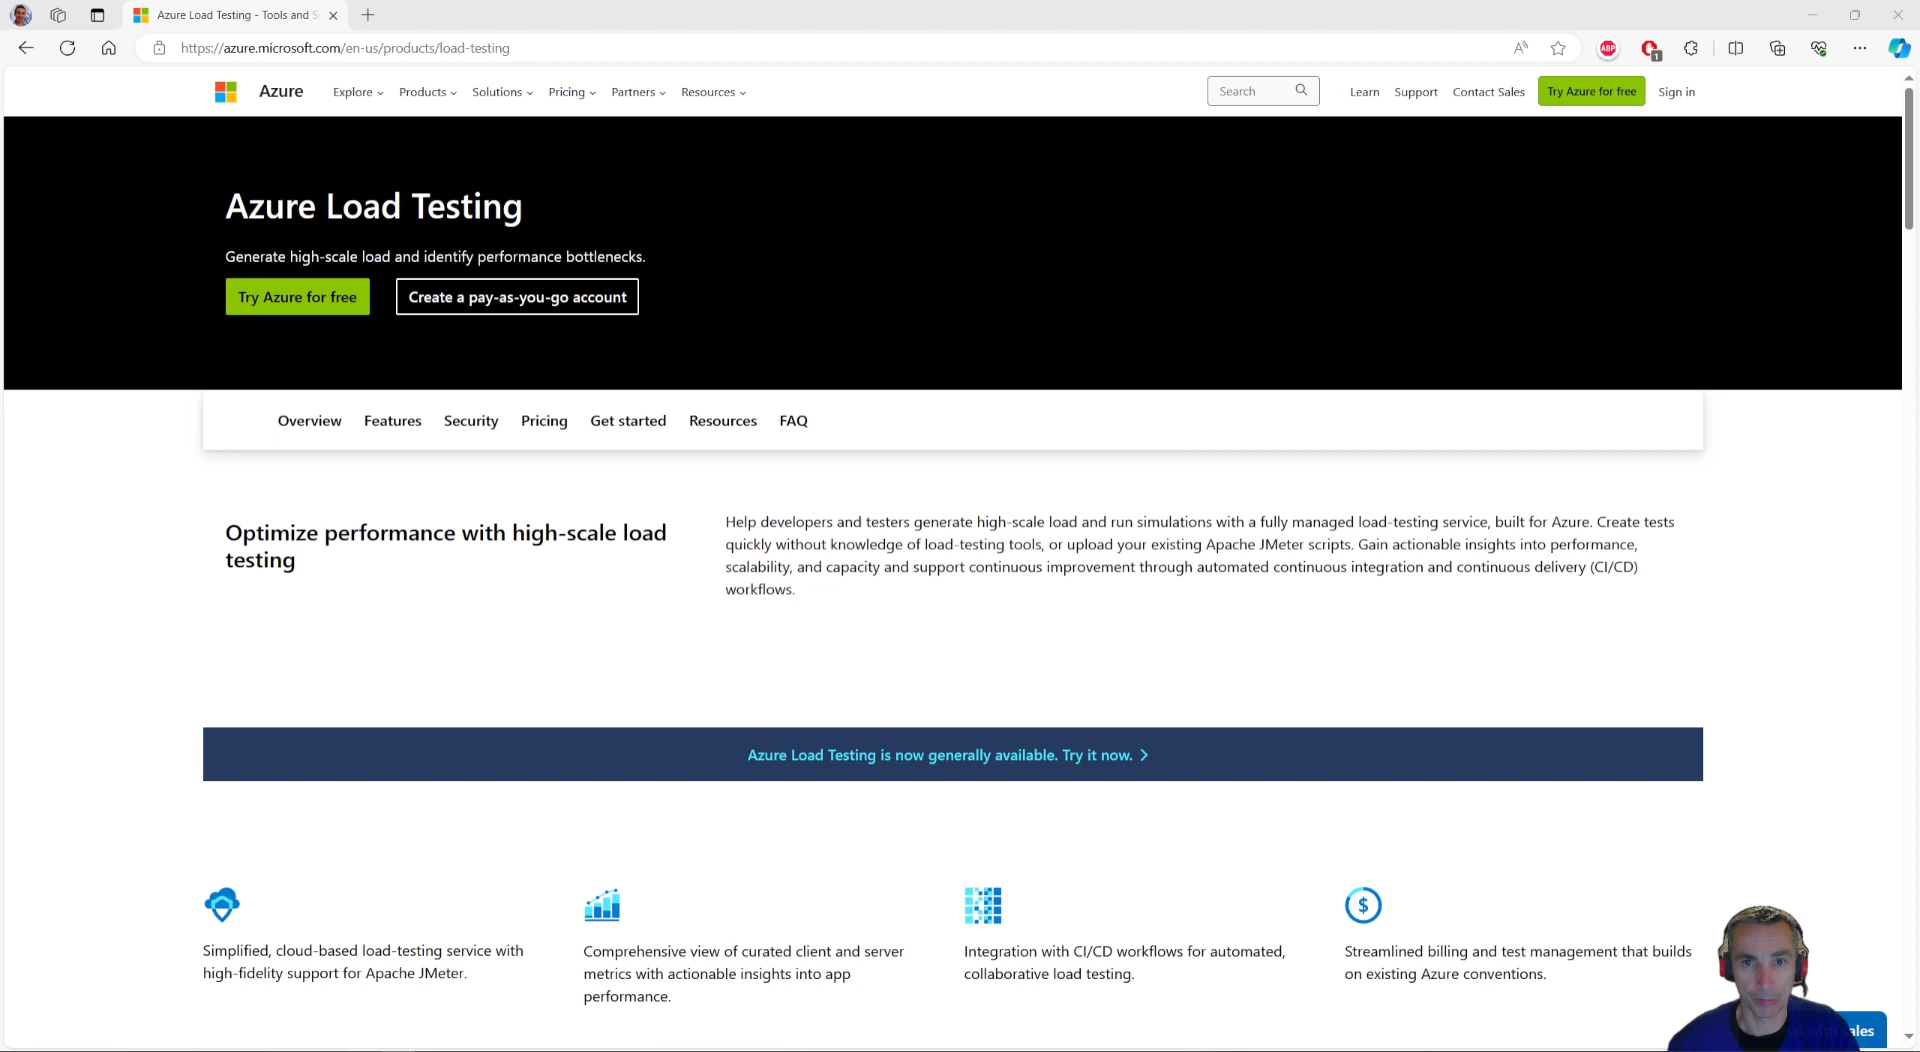 Azure Load Testing - Tools and S
https://azure.microsoft.com/en-us/products/load-testing
ABP
1
Azure
Explore
Products
Solutions
Pricing
Partners
Resources
Search
Learn
Support
Contact Sales
Try Azure for free
Sign in
Azure Load Testing
Generate high-scale load and identify performance bottlenecks.
Try Azure for free
Create a pay-as-you-go account
Overview
Features
Security
Pricing
Get started
Resources
FAQ
Optimize performance with high-scale load
testing
Help developers and testers generate high-scale load and run simulations with a fully managed load-testing service, built for Azure. Create tests
quickly without knowledge of load-testing tools, or upload your existing Apache JMeter scripts. Gain actionable insights into performance,
scalability, and capacity and support continuous improvement through automated continuous integration and continuous delivery (CI/CD)
workflows.
Azure Load Testing is now generally available. Try it now.
Simplified, cloud-based load-testing service with
high-fidelity support for Apache JMeter.
Comprehensive view of curated client and server
metrics with actionable insights into app
performance.
Integration with CI/CD workflows for automated,
collaborative load testing.
$
Streamlined billing and test management that builds
on existing Azure conventions.
ales